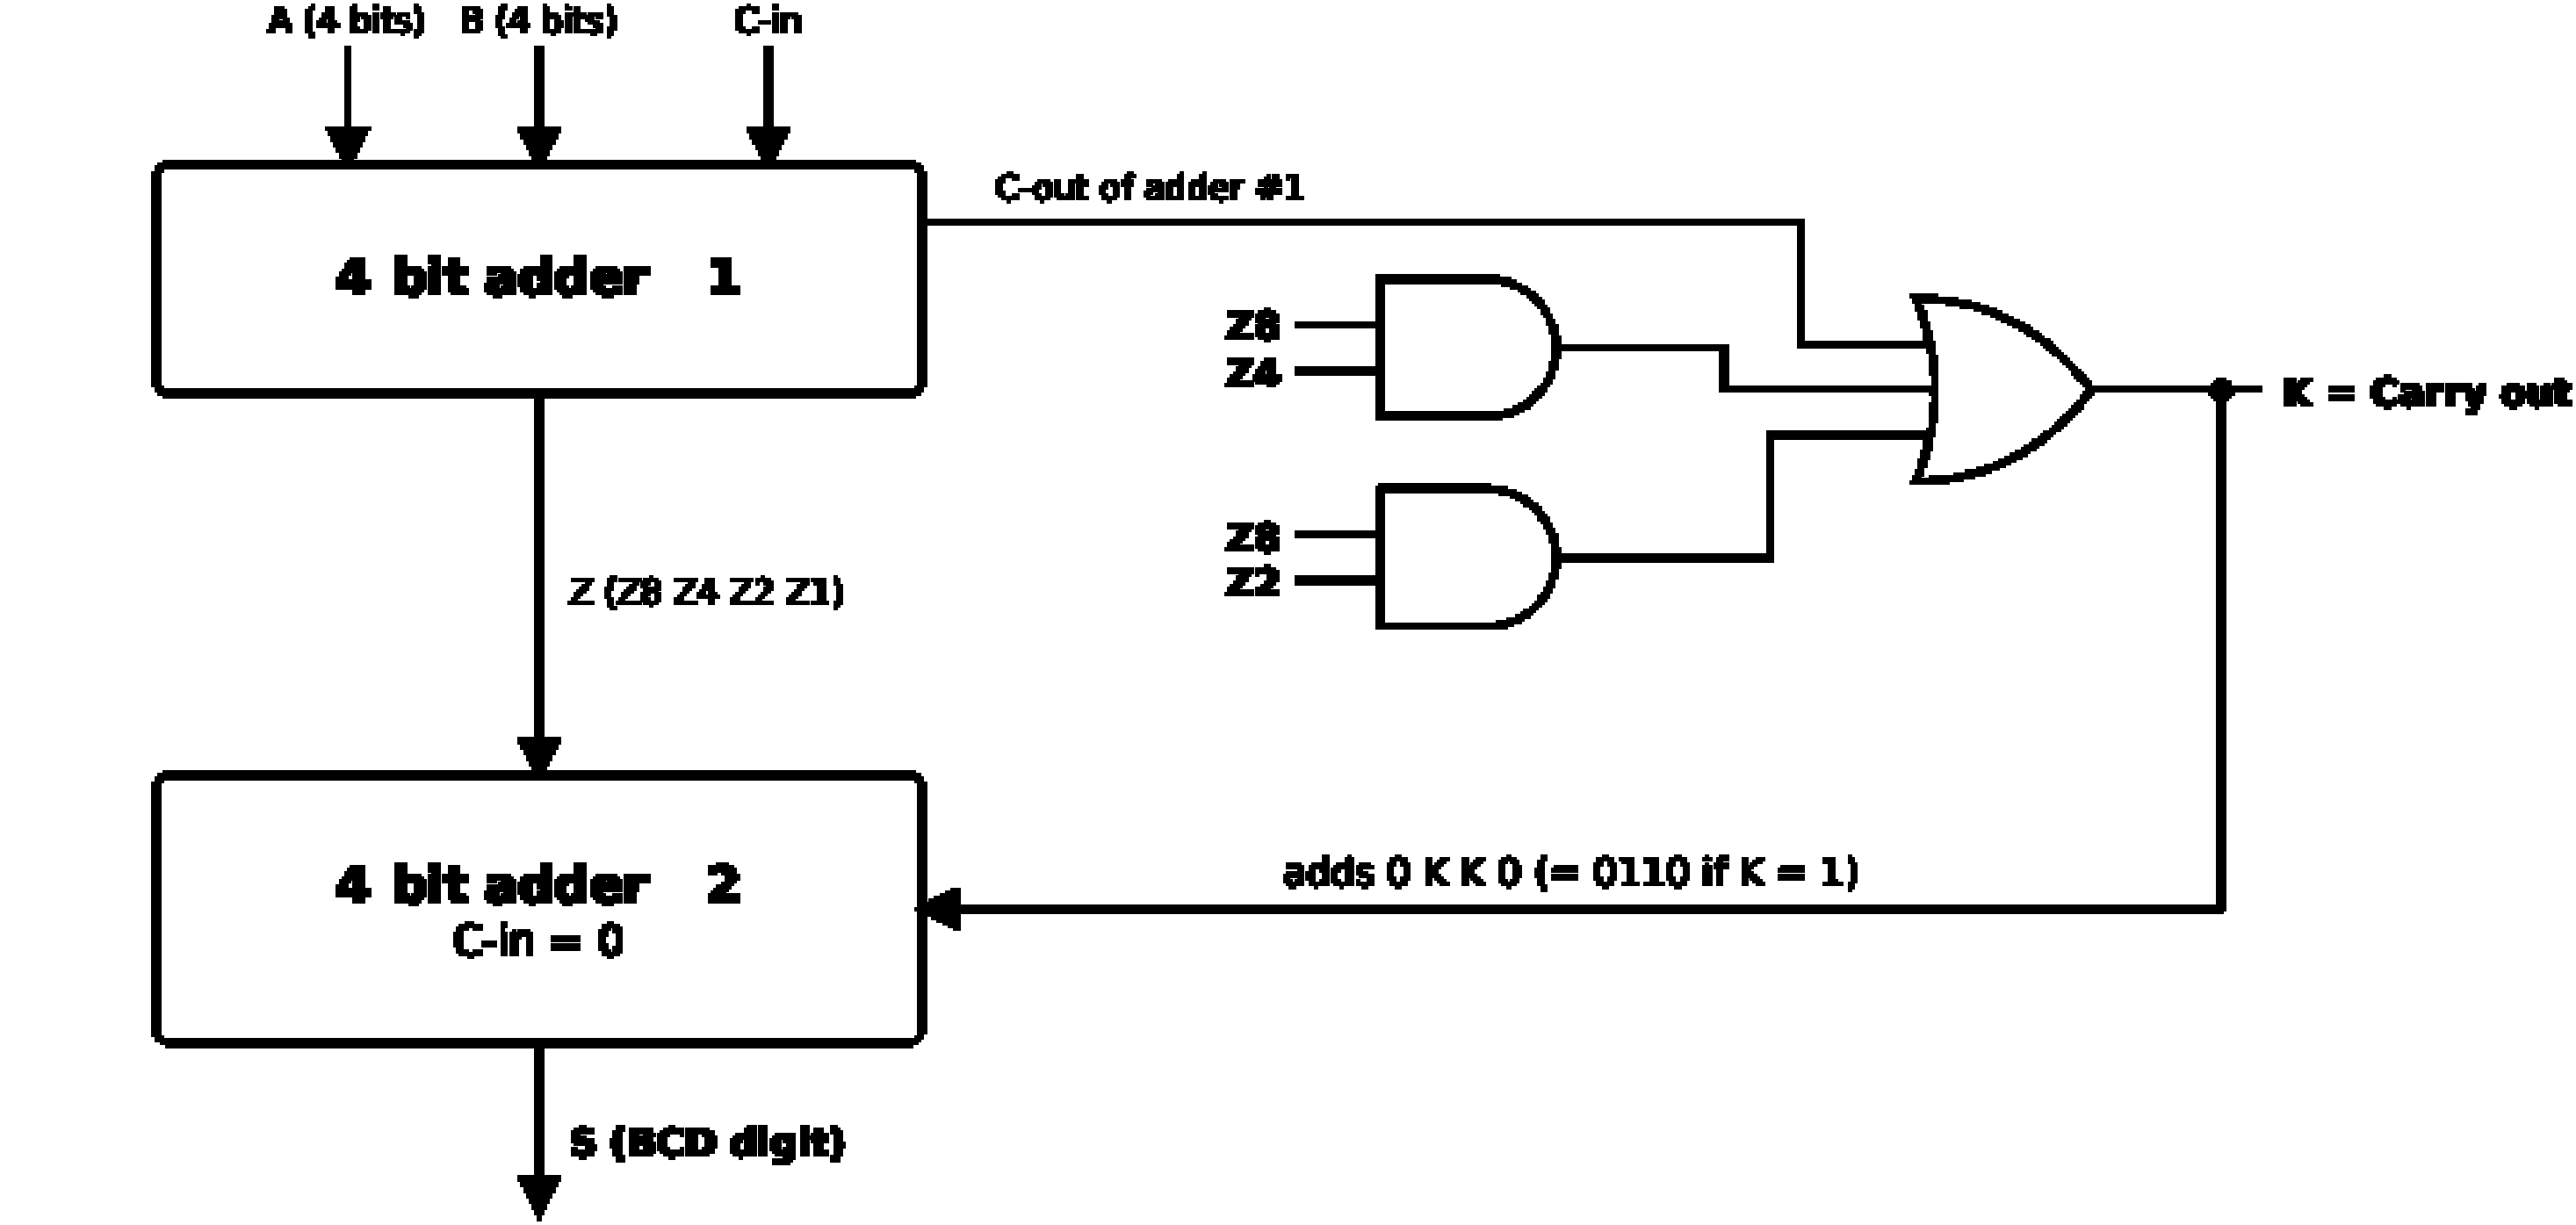 A (4 bits) B (4 bits) C-in
C-out of adder #1
4 bit adder 1
Z8
Z4
K = Carry out
Z8
Z2
Z (Z8 Z4 Z2 Z1)
adds 0 K K 0 (= 0110 if K = 1)
4 bit adder 2
C-in = 0
S (BCD digit)